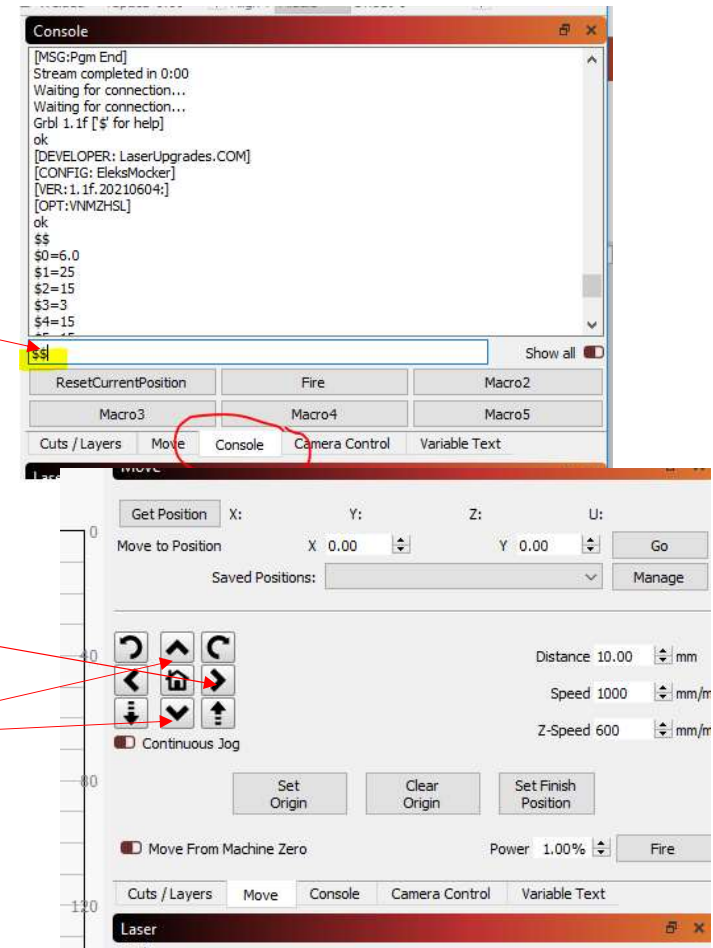 Console
[MSG:Pgm End]
Stream completed in 0:00
Waiting for connection...
Waiting for connection...
Grbl 1.1f ['$' for help]
ok
[DEVELOPER: LaserUpgrades.COM]
[CONFIG: EleksMocker]
[VER:1.1f.20210604:]
[OPT:VNMZHSL]
ok
$$
$0=6.0
$1=25
$2=15
$3=3
$4=15
$$ Show all
ResetCurrentPosition Fire Macro2
Macro3 Macro4 Macro5
Cuts / Layers Move Console Camera Control Variable Text
Move
Get Position X: Y: Z: U:
0
Move to Position X 0.00 Y 0.00 Go
Saved Positions: Manage
40
Distance 10.00 mm
Speed 1000 mm/m
Z-Speed 600 mm/m
Continuous Jog
80
Set Origin Clear Origin Set Finish Position
Move From Machine Zero Power 1.00% Fire
Cuts / Layers Move Console Camera Control Variable Text
120
Laser